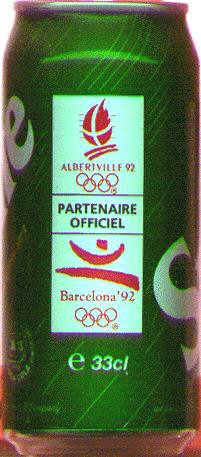 ALBERTVILLE 92
PARTENAIRE
OFFICIEL
Barcelona'92
e 33cl